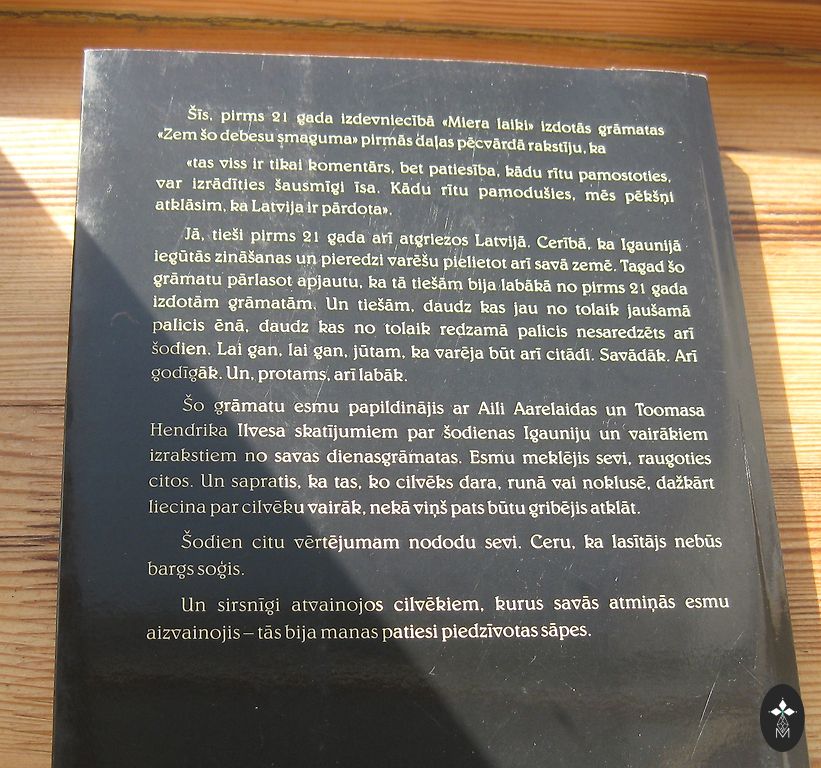 Šīs, pirms 21 gada izdevniecībā «Miera laiki» izdotās grāmatas
«Zem šo debesu smaguma» pirmās daļas pēcvārdā rakstīju, ka
«tas viss ir tikai komentārs, bet patiesība, kādu rītu pamostoties,
var izrādīties šausmīgi īsa. Kādu rītu pamodušies, mēs pēkšņi
atklāsim, ka Latvija ir pārdota».
Jā, tieši pirms 21 gada arī atgriezos Latvijā. Cerībā, ka Igaunijā
iegūtās zināšanas un pieredzi varēšu pielietot arī savā zemē. Tagad šo
grāmatu pārlasot apjautu, ka tā tiešām bija labākā no pirms 21 gada
izdotām grāmatām. Un tiešām, daudz kas jau no tolaik jaušamā
palicis ēnā, daudz kas no tolaik redzamā palicis nesaredzēts arī
šodien. Lai gan, lai gan, jūtam, ka varēja būt arī citādi. Savādāk. Arī
godīgāk. Un, protams, arī labāk.
Šo grāmatu esmu papildinājis ar Aili Aarelaidas un Toomasa
Hendrika Ilvesa skatījumiem par šodienas Igauniju un vairākiem
izrakstiem no savas dienasgrāmatas. Esmu meklējis sevi, raugoties
citos. Un sapratis, ka tas, ko cilvēks dara, runā vai noklusē, dažkārt
liecina par cilvēku vairāk, nekā viņš pats būtu gribējis atklāt.
Šodien citu vērtējumam nododu sevi. Ceru, ka lasītājs nebūs
bargs soģis.
Un sirsnīgi atvainojos cilvēkiem, kurus savās atmiņās esmu
aizvainojis – tās bija manas patiesi piedzīvotas sāpes.
M